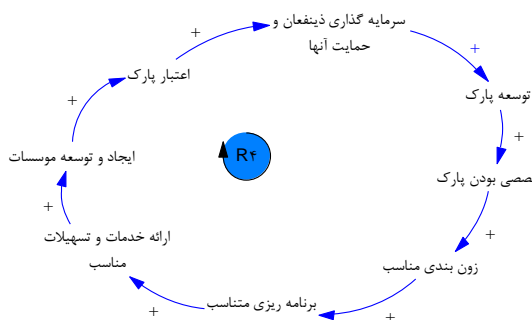 سرمایه گذاری ذینفعان و
حمایت آنها
+
توسعه پارک
+
صصی بودن پارک
+
زون بندی مناسب
+
برنامه ریزی متناسب
+
ارائه خدمات و تسهیلات
مناسب
+
ایجاد و توسعه موسسات
+
اعتبار پارک
+
R۴